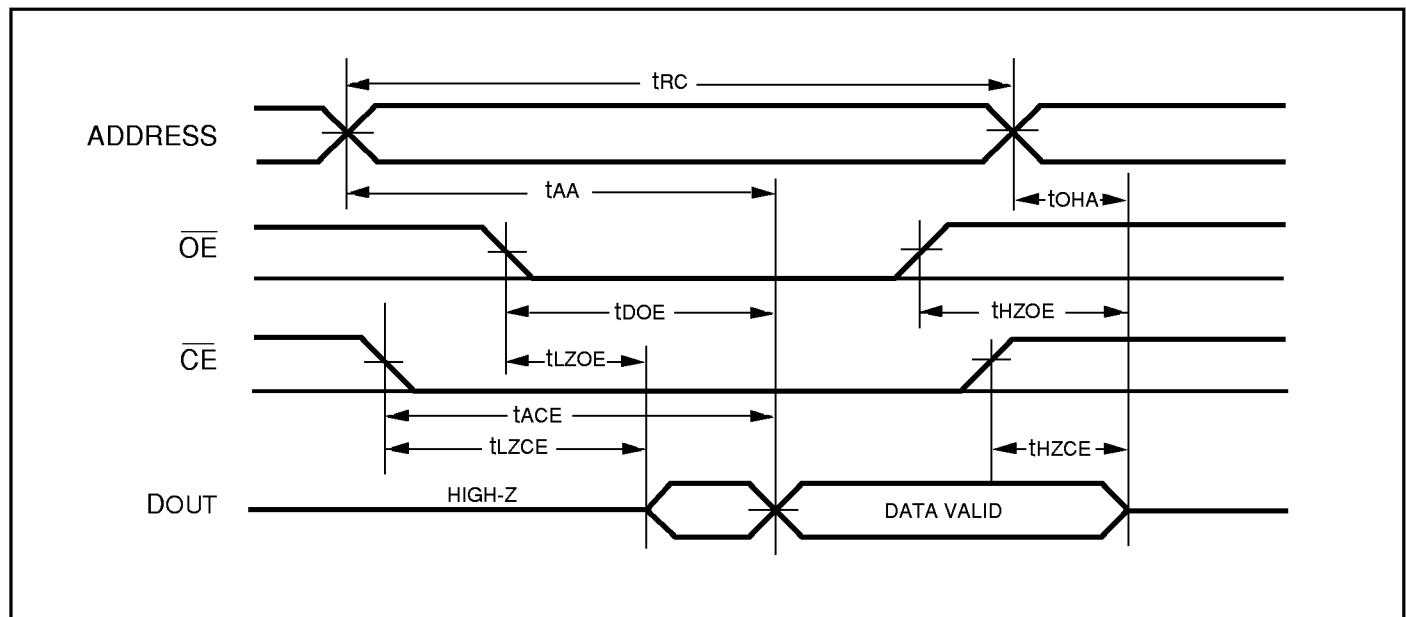 tRC
ADDRESS
tAA
tOHA
OE
tDOE
tHZOE
CE
tLZOE
tACE
tLZCE
tHZCE
DOUT
HIGH-Z
DATA VALID